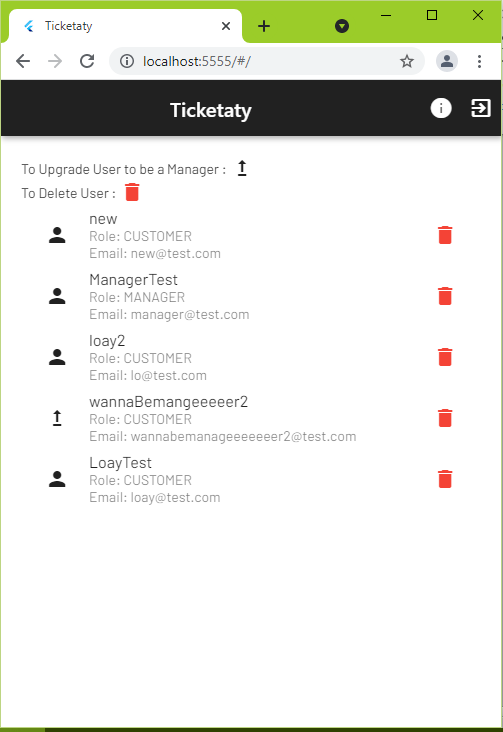 Ticketaty
localhost:5555/#/
Ticketaty
To Upgrade User to be a Manager :
To Delete User :
new
Role: CUSTOMER
Email: new@test.com
ManagerTest
Role: MANAGER
Email: manager@test.com
loay2
Role: CUSTOMER
Email: lo@test.com
wannaBemangeeeeer2
Role: CUSTOMER
Email: wannabemanageeeeeer2@test.com
LoayTest
Role: CUSTOMER
Email: loay@test.com